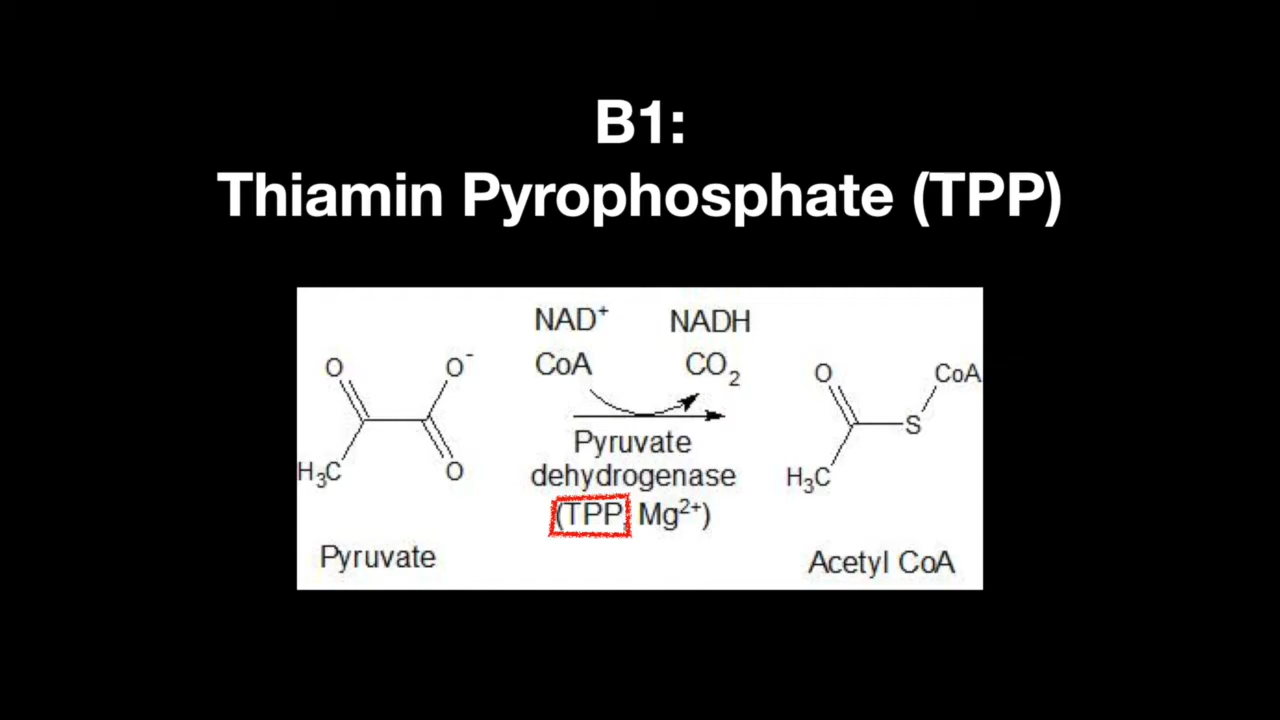 B1:
Thiamin Pyrophosphate (TPP)
NAD⁺ NADH
CoA CO₂
O O⁻ O CoA
S
H₃C O H₃C
Pyruvate
dehydrogenase
(TPP, Mg²⁺)
Pyruvate Acetyl CoA